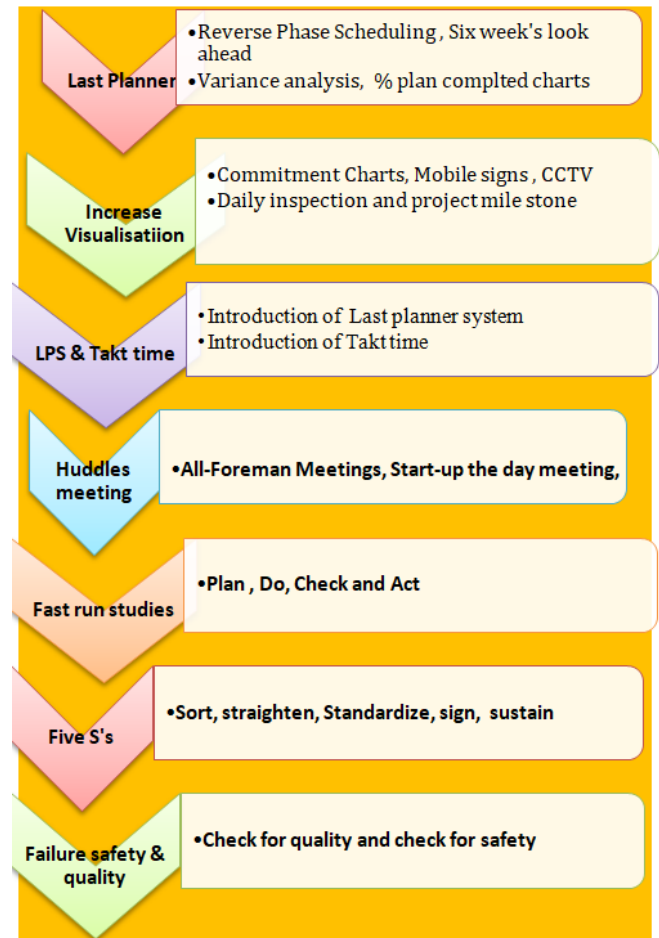 Last Planner
•Reverse Phase Scheduling , Six week's look
ahead
•Variance analysis, % plan complted charts
Increase
Visualisatiion
•Commitment Charts, Mobile signs , CCTV
•Daily inspection and project mile stone
LPS & Takt time
•Introduction of Last planner system
•Introduction of Takt time
Huddles
meeting
•All-Foreman Meetings, Start-up the day meeting,
Fast run studies
•Plan , Do, Check and Act
Five S's
•Sort, straighten, Standardize, sign, sustain
Failure safety &
quality
•Check for quality and check for safety